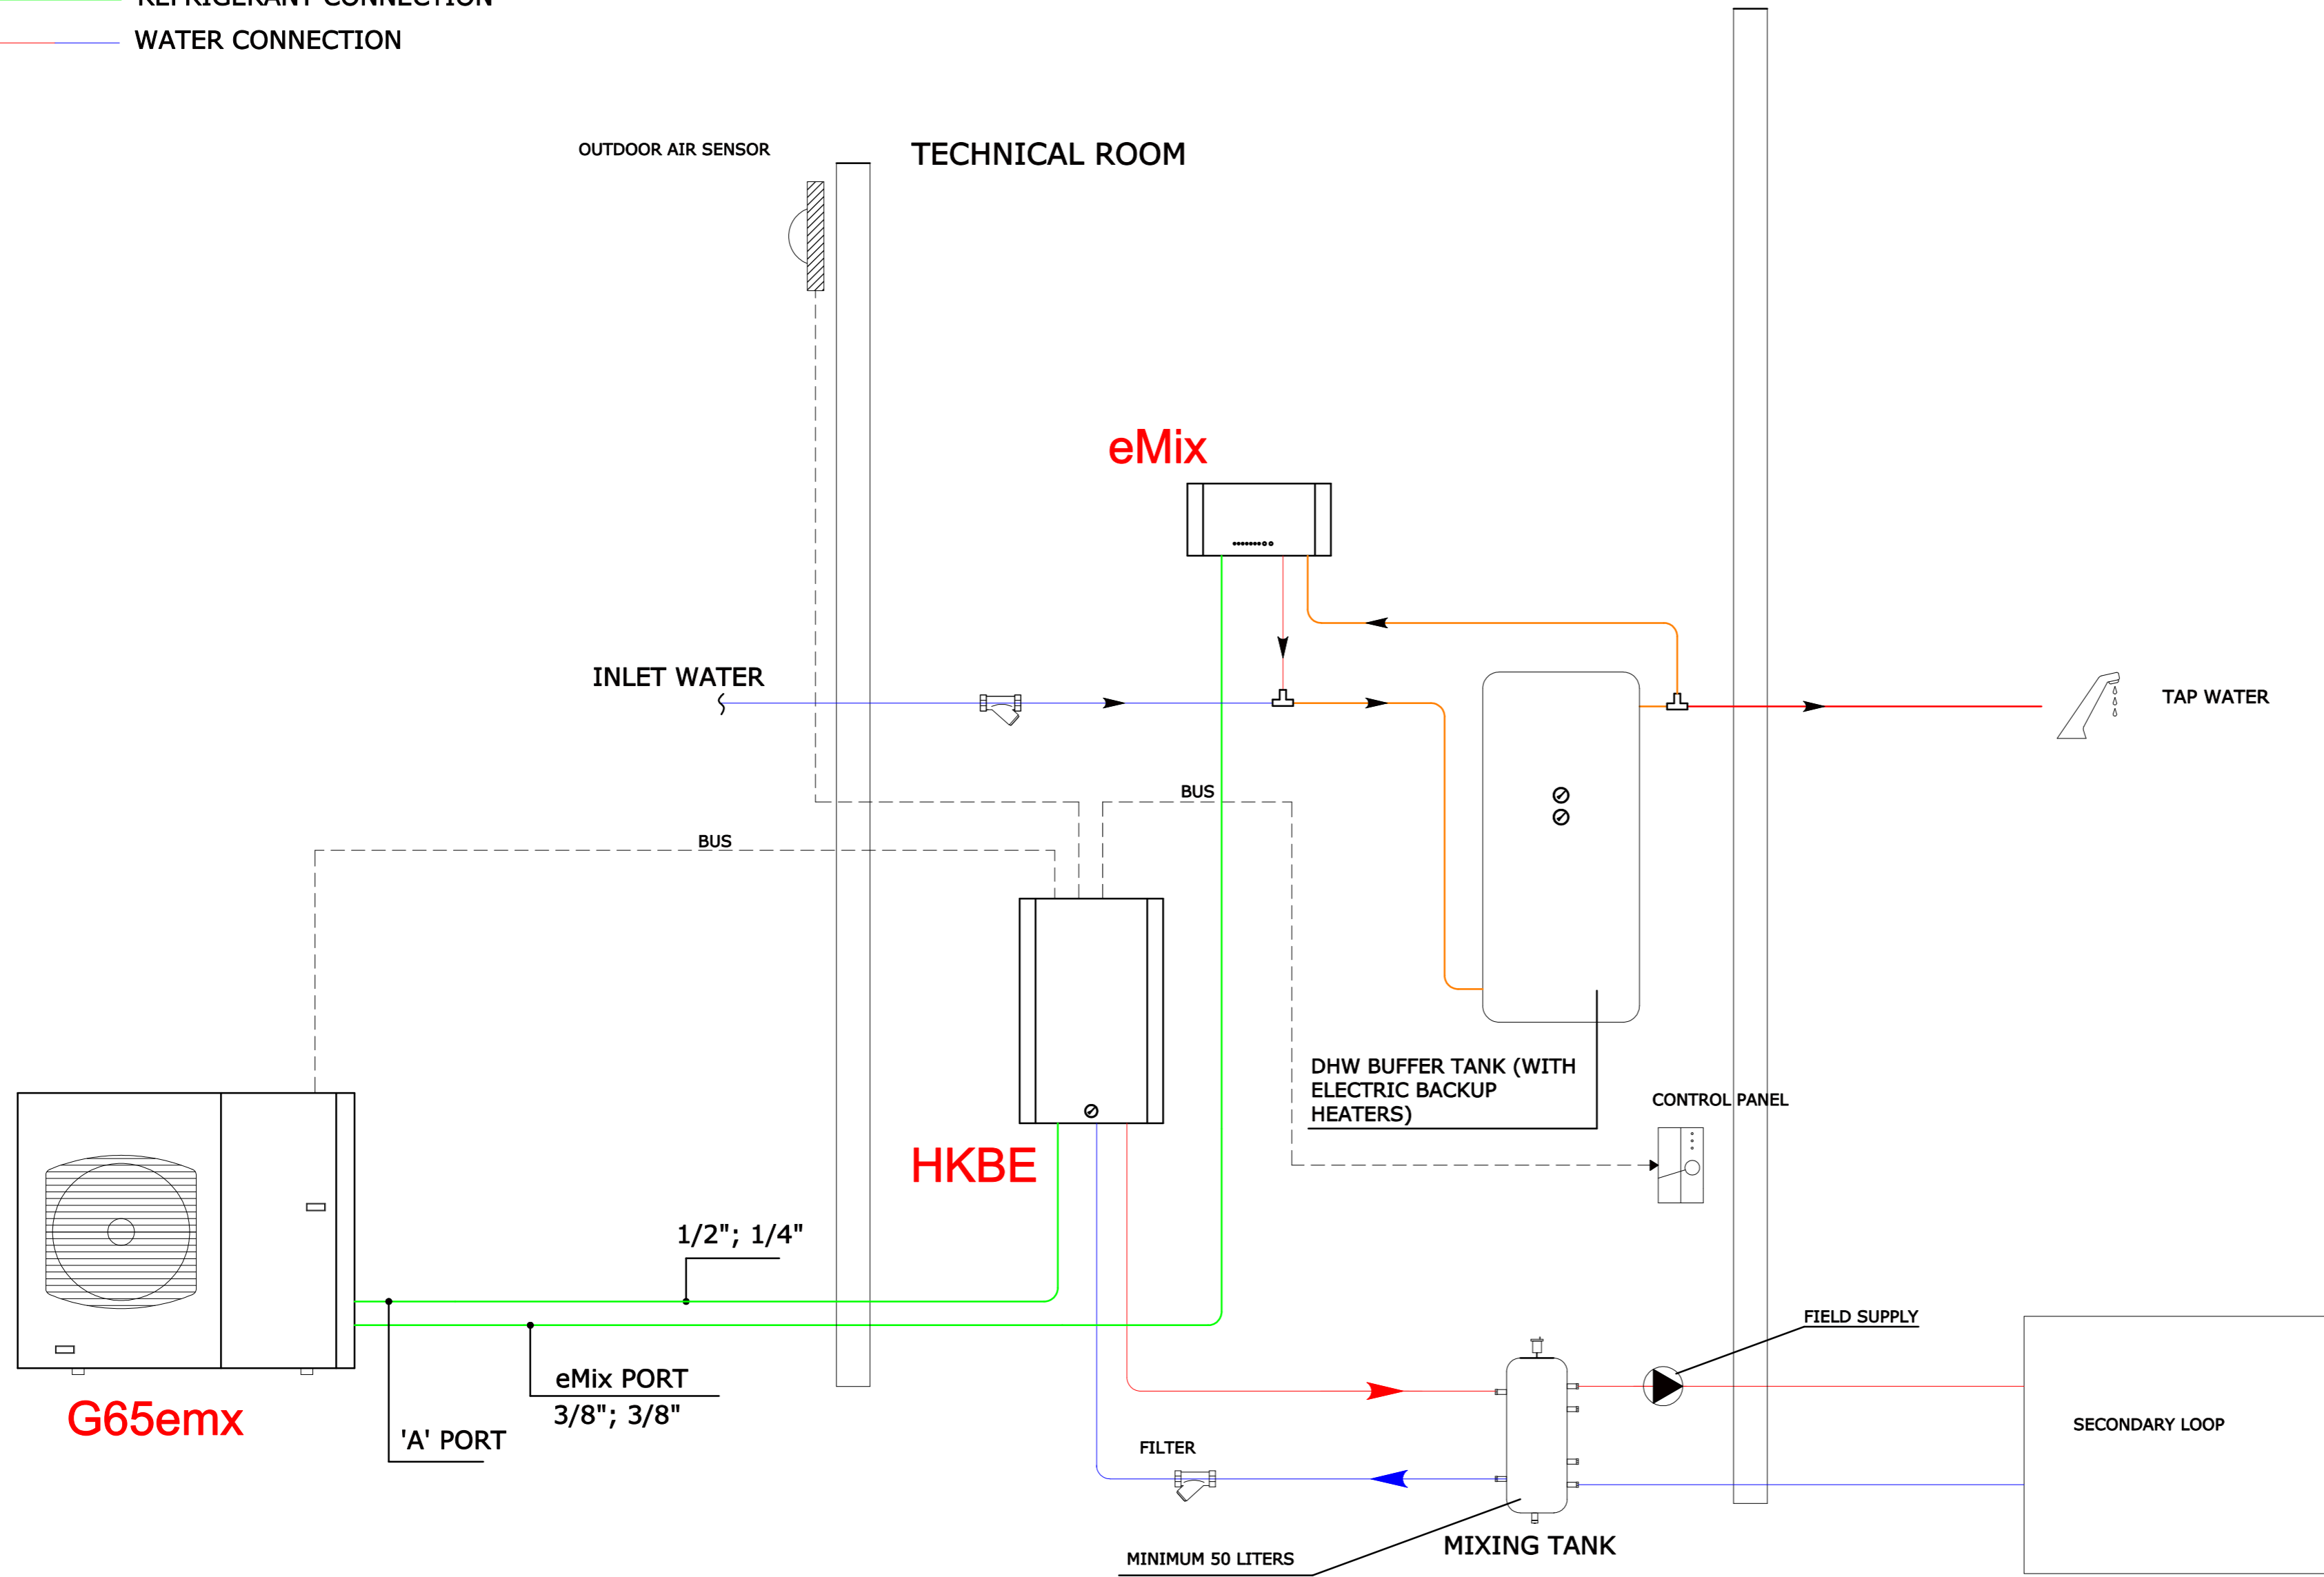 REFRIGERANT CONNECTION
WATER CONNECTION
OUTDOOR AIR SENSOR
TECHNICAL ROOM
eMix
INLET WATER
TAP WATER
BUS
BUS
DHW BUFFER TANK (WITH
ELECTRIC BACKUP
HEATERS)
CONTROL PANEL
HKBE
1/2"; 1/4"
FIELD SUPPLY
eMix PORT
3/8"; 3/8"
G65emx
'A' PORT
SECONDARY LOOP
FILTER
MIXING TANK
MINIMUM 50 LITERS